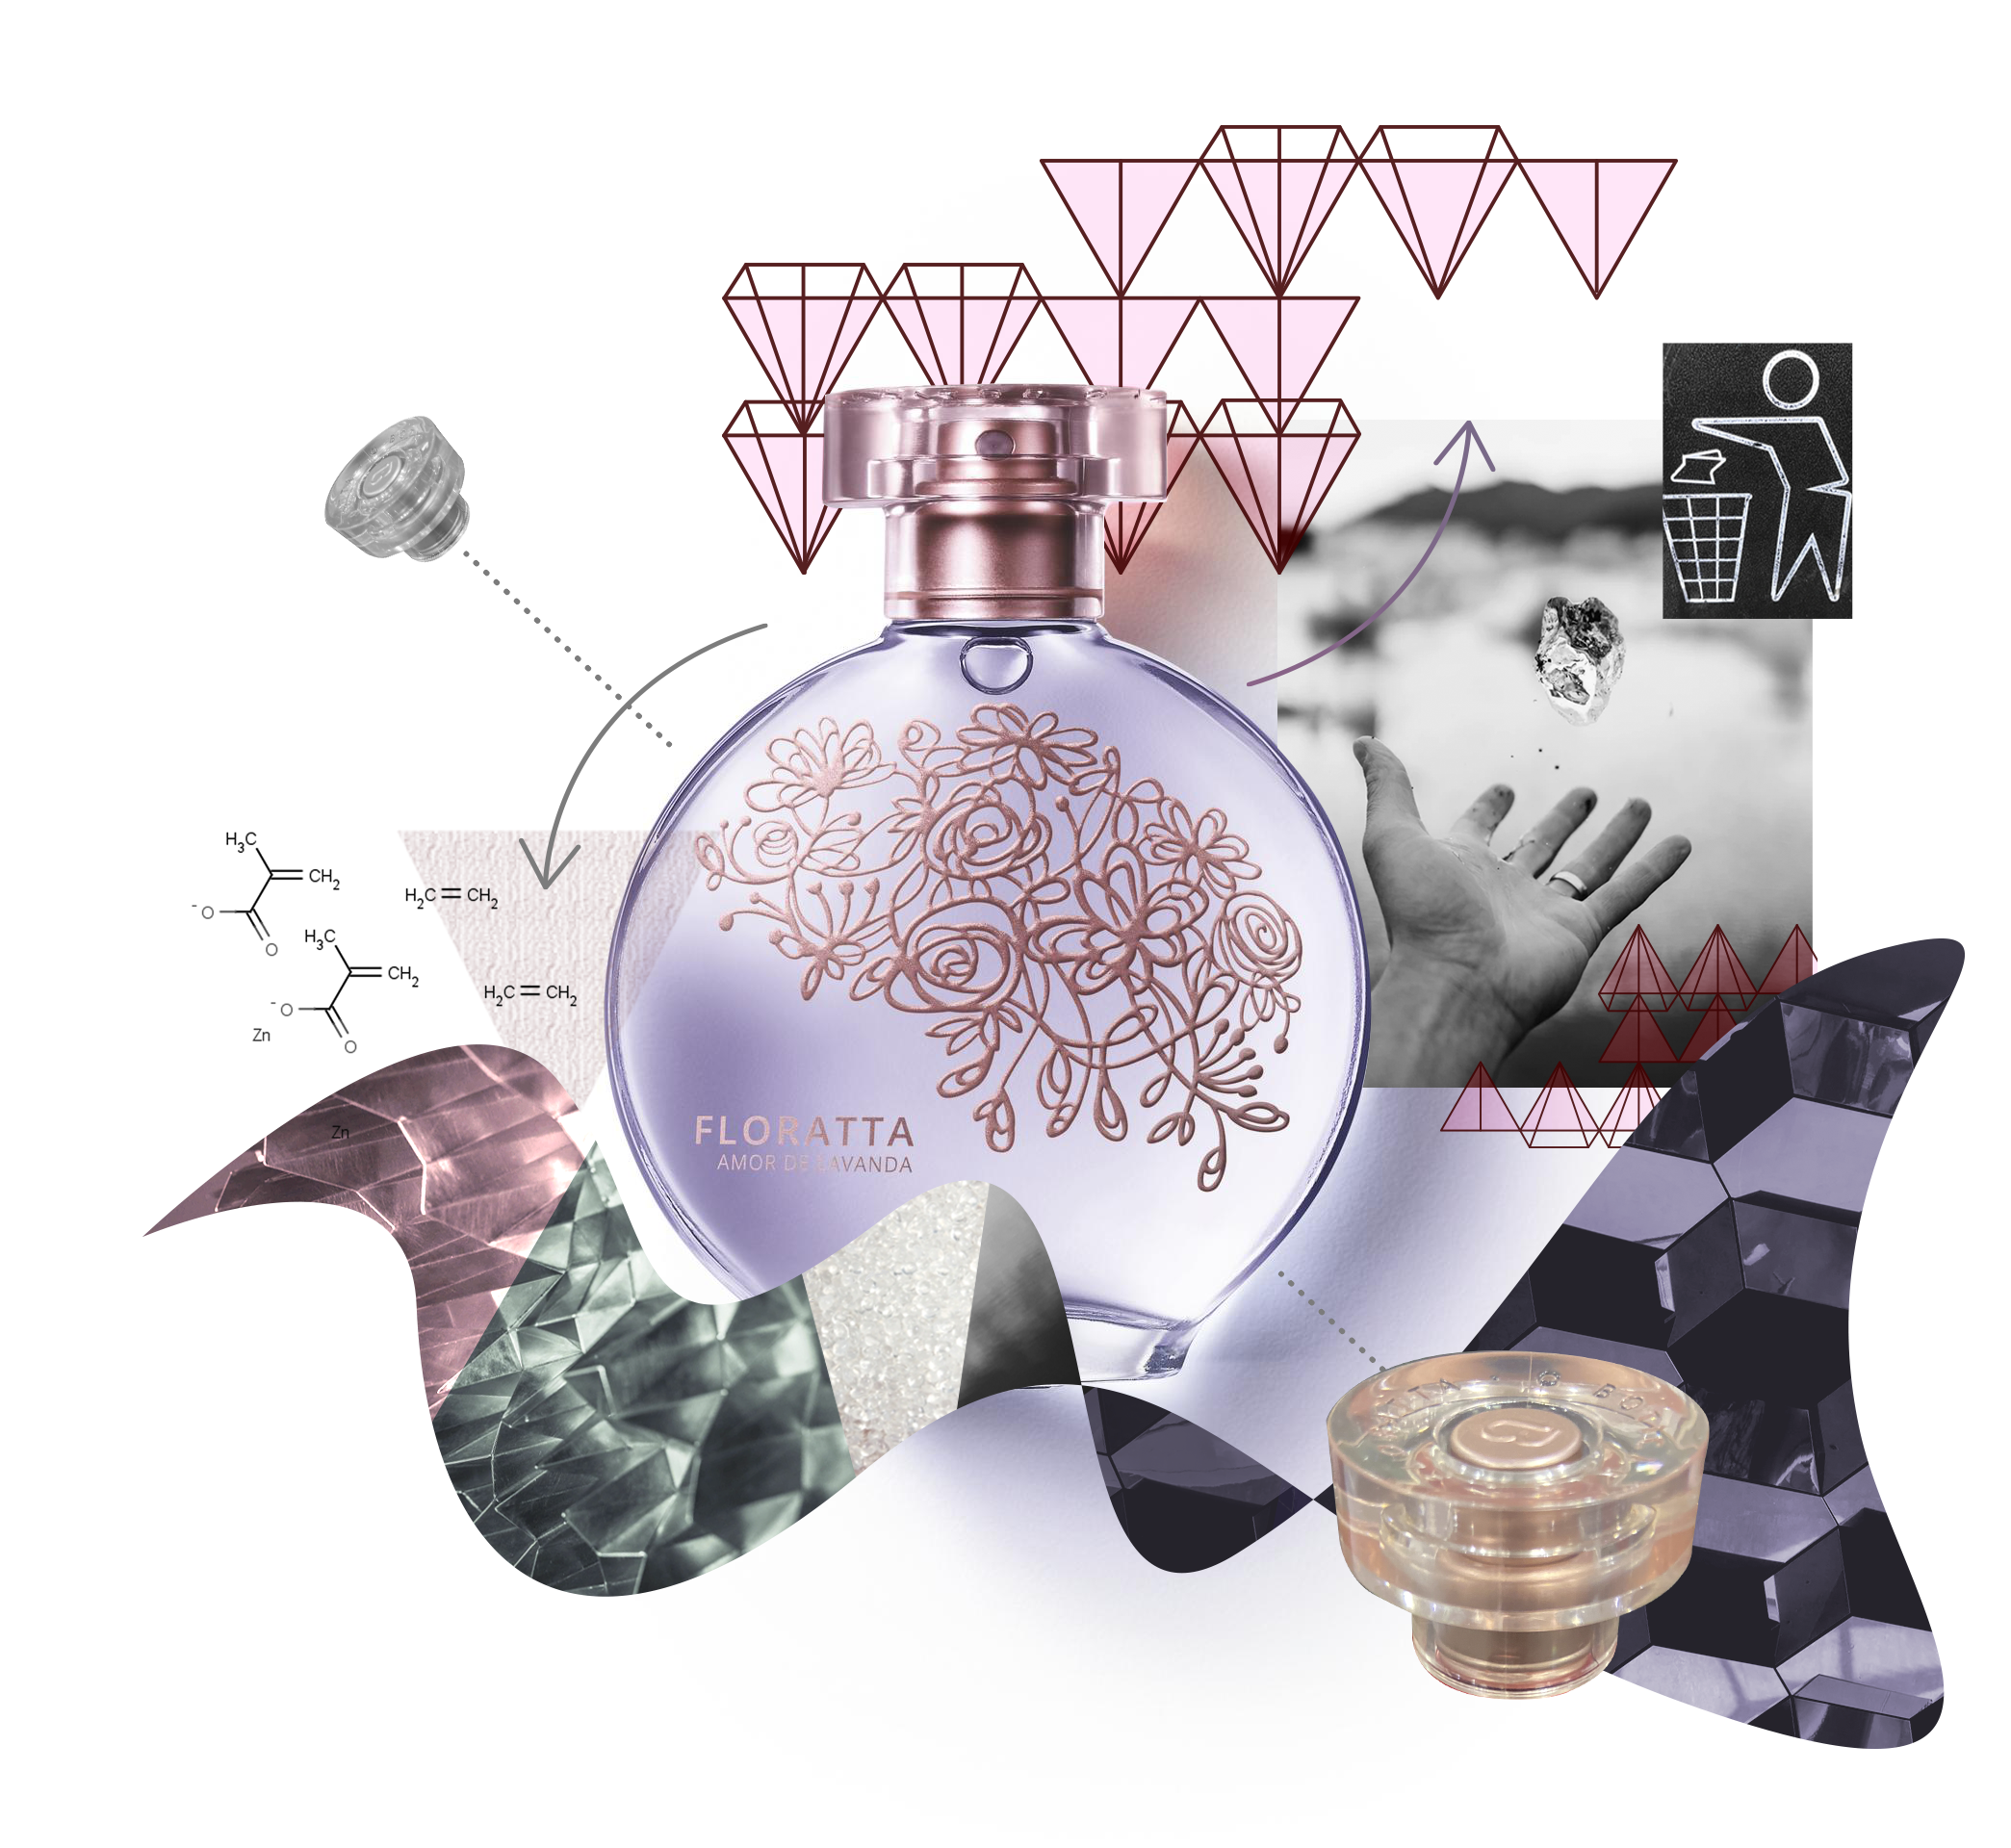 H₃C
CH₂
⁻O
O
H₂C=CH₂
H₃C
CH₂
⁻O
O
Zn
H₂C=CH₂
Zn
FLORATTA
AMOR DE LAVANDA